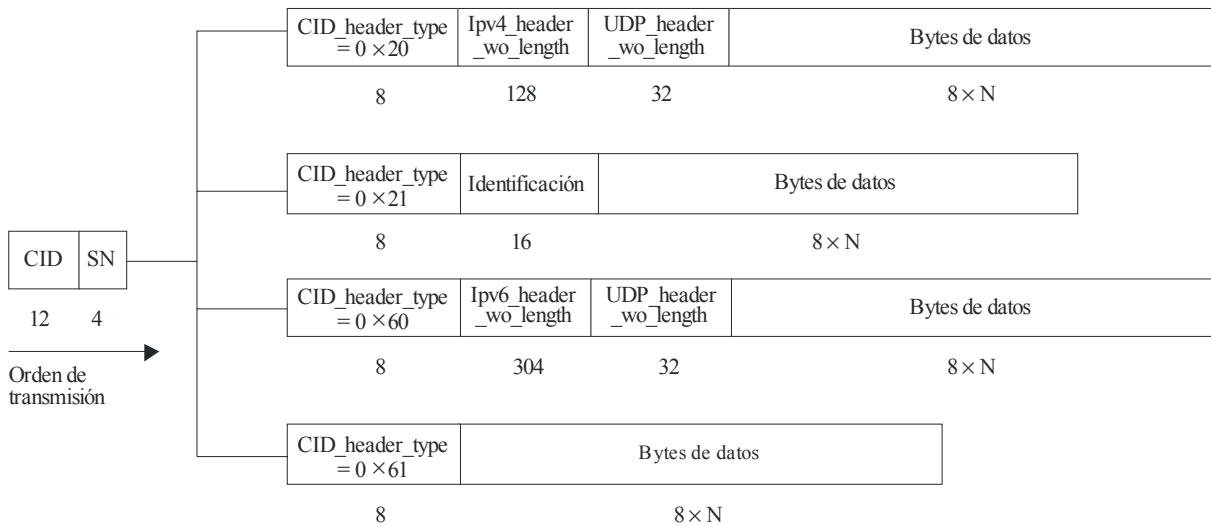 CID_header_type
= 0 × 20
Ipv4_header
_wo_length
UDP_header
_wo_length
Bytes de datos
8
128
32
8 × N
CID_header_type
= 0 × 21
Identificación
Bytes de datos
8
16
8 × N
CID
SN
12
4
Orden de
transmisión
CID_header_type
= 0 × 60
Ipv6_header
_wo_length
UDP_header
_wo_length
Bytes de datos
8
304
32
8 × N
CID_header_type
= 0 × 61
Bytes de datos
8
8 × N